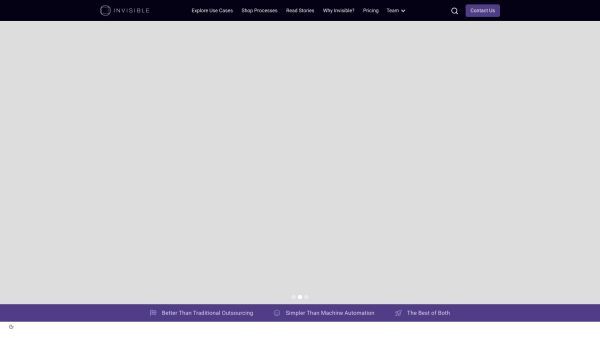 INVISIBLE Explore Use Cases Shop Processes Read Stories Why Invisible? Pricing Team Contact Us
Better Than Traditional Outsourcing Simpler Than Machine Automation The Best of Both